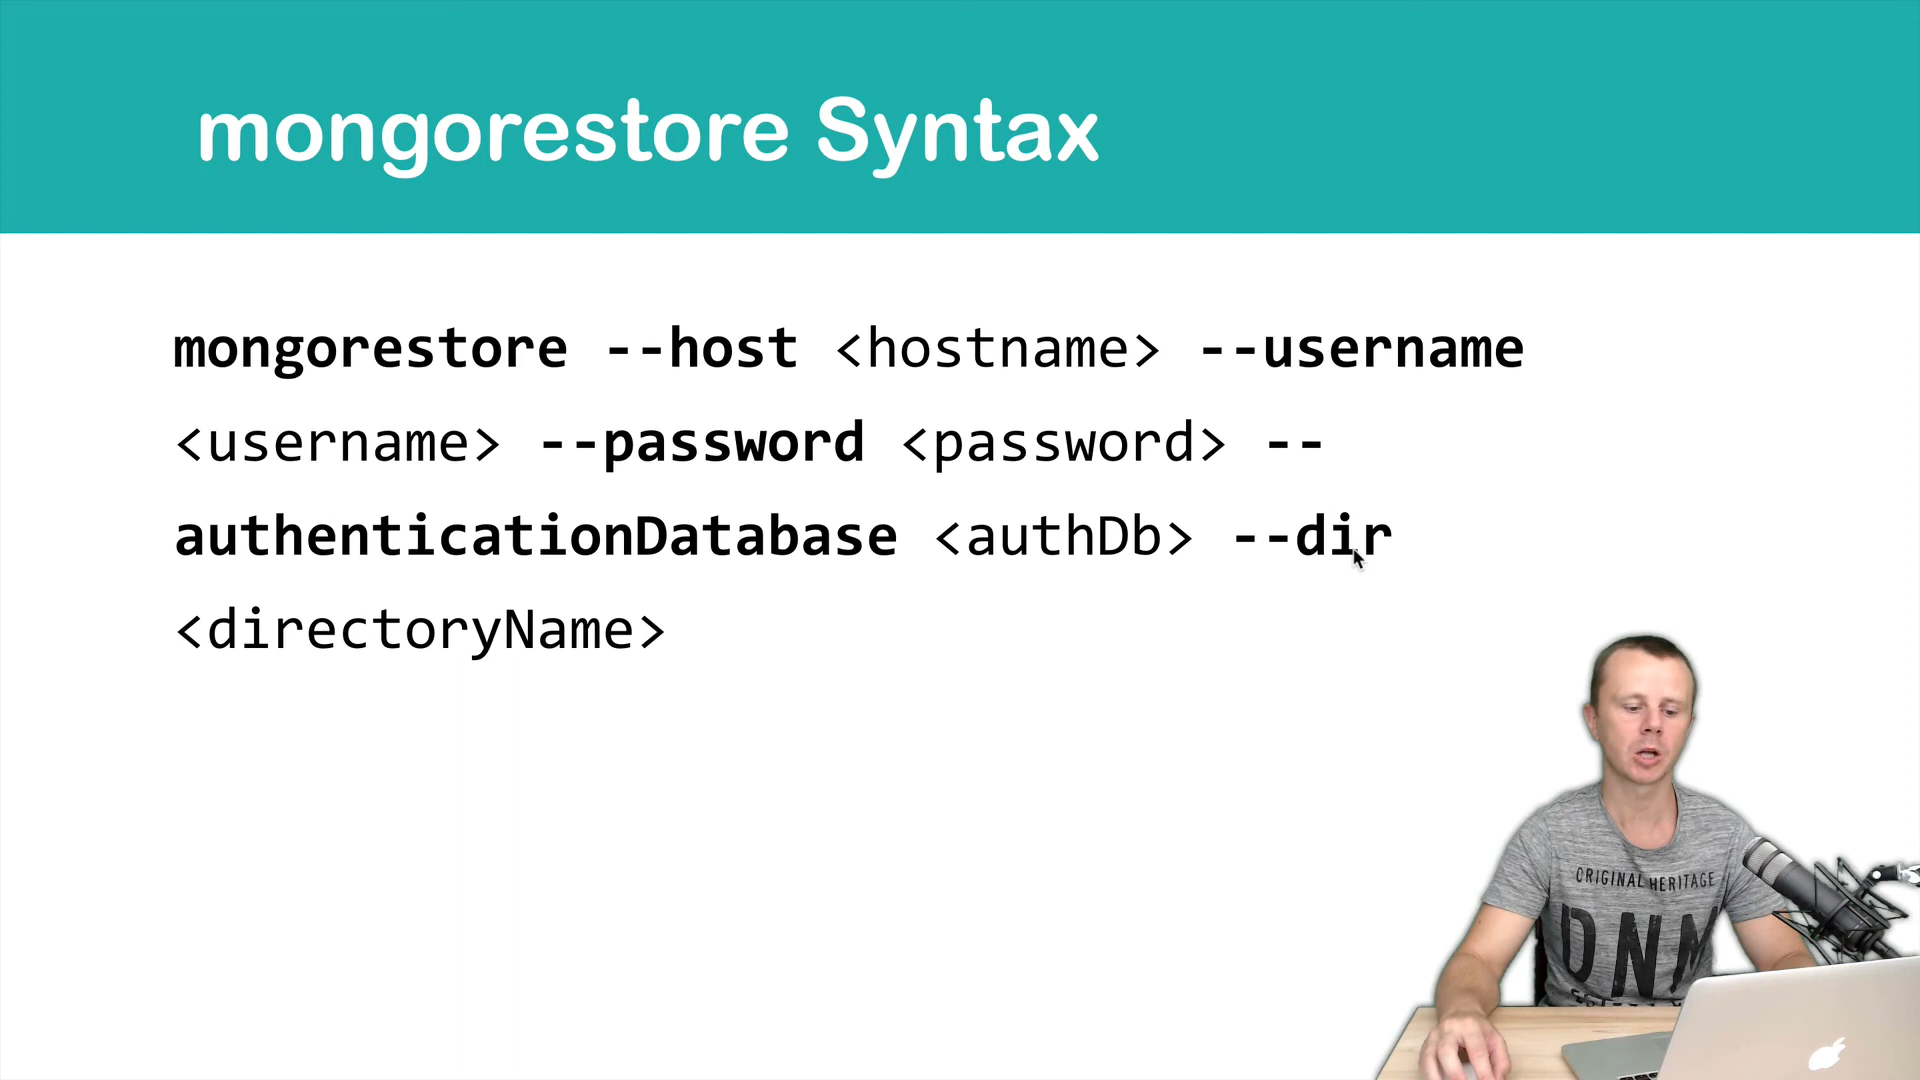 mongorestore Syntax
mongorestore --host <hostname> --username
<username> --password <password> --
authenticationDatabase <authDb> --dir
<directoryName>
ORIGINAL HERITAGE
DNM